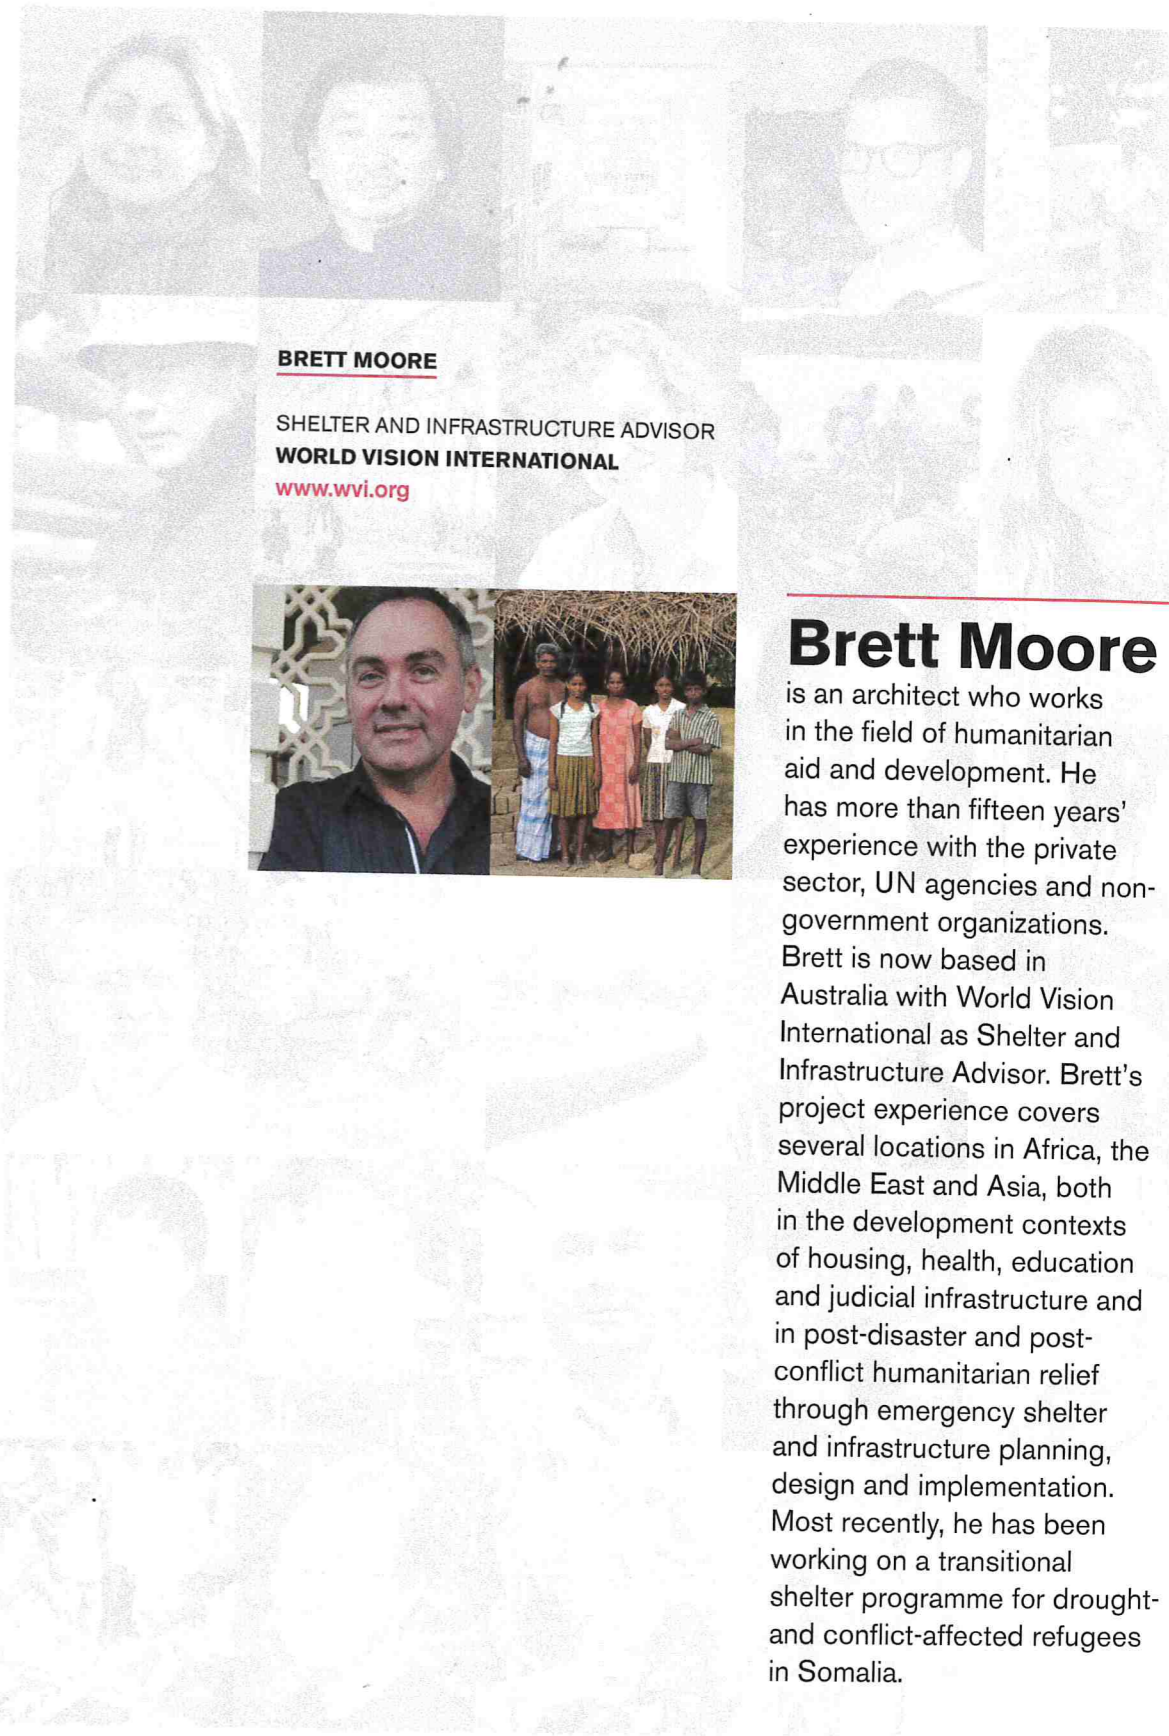 BRETT MOORE
SHELTER AND INFRASTRUCTURE ADVISOR
WORLD VISION INTERNATIONAL
www.wvi.org
Brett Moore
is an architect who works
in the field of humanitarian
aid and development. He
has more than fifteen years'
experience with the private
sector, UN agencies and non-
government organizations.
Brett is now based in
Australia with World Vision
International as Shelter and
Infrastructure Advisor. Brett's
project experience covers
several locations in Africa, the
Middle East and Asia, both
in the development contexts
of housing, health, education
and judicial infrastructure and
in post-disaster and post-
conflict humanitarian relief
through emergency shelter
and infrastructure planning,
design and implementation.
Most recently, he has been
working on a transitional
shelter programme for drought-
and conflict-affected refugees
in Somalia.